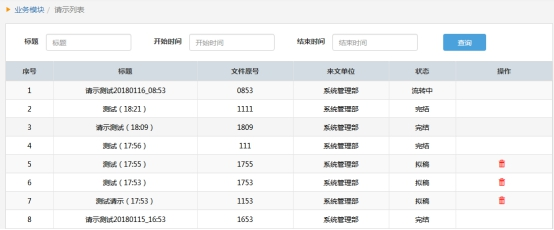 业务模块 / 请示列表
标题 标题 开始时间 开始时间 结束时间 结束时间 查询
序号 标题 文件原号 来文单位 状态 操作
1 请示测试20180116_08:53 0853 系统管理部 流转中
2 测试（18:21） 1111 系统管理部 完结
3 请示测试（18:09） 1809 系统管理部 完结
4 测试（17:56） 111 系统管理部 完结
5 测试（17:55） 1755 系统管理部 拟稿
6 测试（17:53） 1753 系统管理部 拟稿
7 测试请示（17:53） 1153 系统管理部 拟稿
8 请示测试20180115_16:53 1653 系统管理部 完结